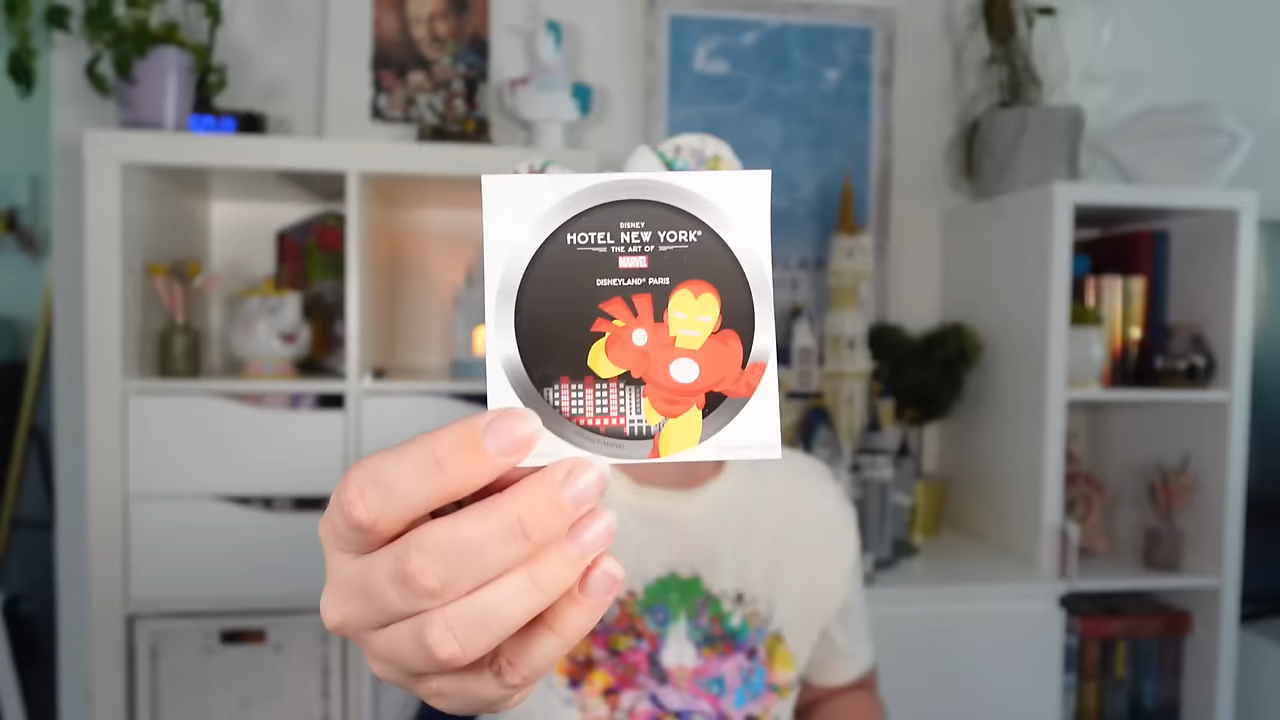 DISNEY
HOTEL NEW YORK®
THE ART OF
MARVEL
DISNEYLAND® PARIS